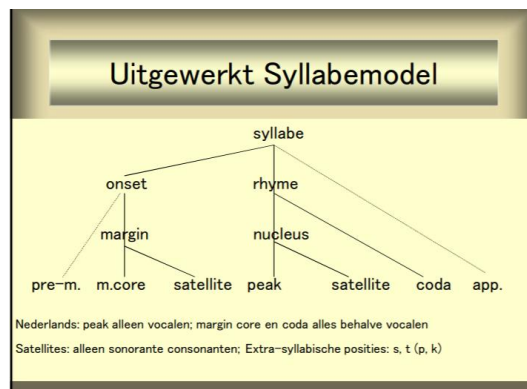 Uitgewerkt Syllabemodel
syllabe
onset rhyme
margin nucleus
pre-m. m.core satellite peak satellite coda app.
Nederlands: peak alleen vocalen; margin core en coda alles behalve vocalen
Satellites: alleen sonorante consonanten; Extra-syllabische posities: s, t (p, k)